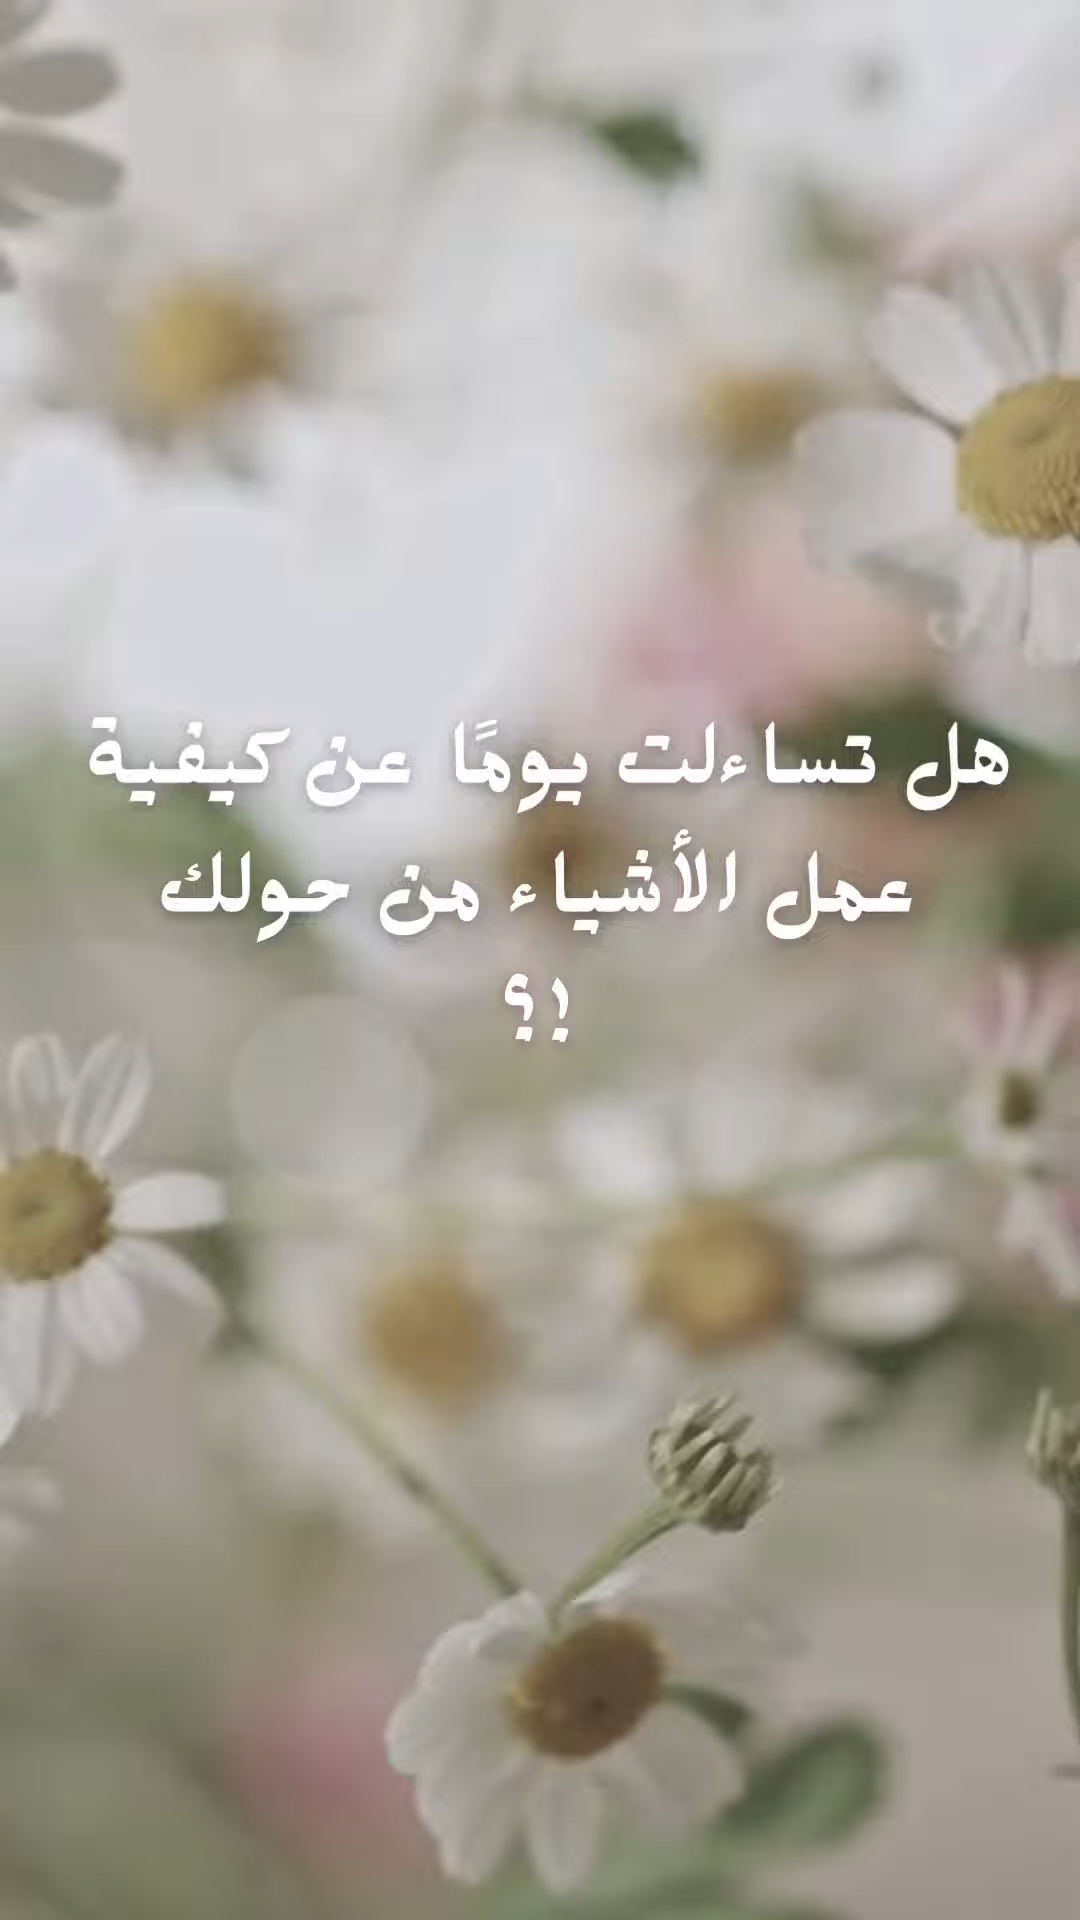 هل تساءلت يومًا عن كيفية
عمل الأشياء من حولك
!؟